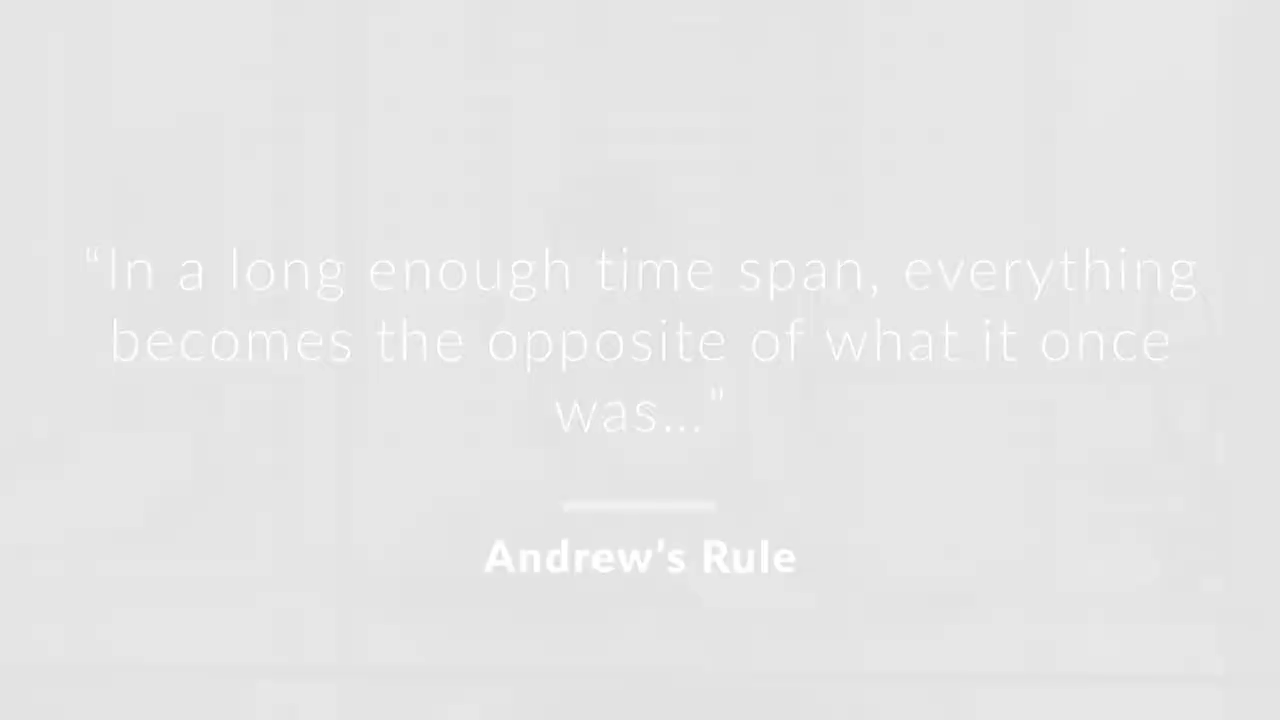 “In a long enough time span, everything
becomes the opposite of what it once
was...”
Andrew's Rule